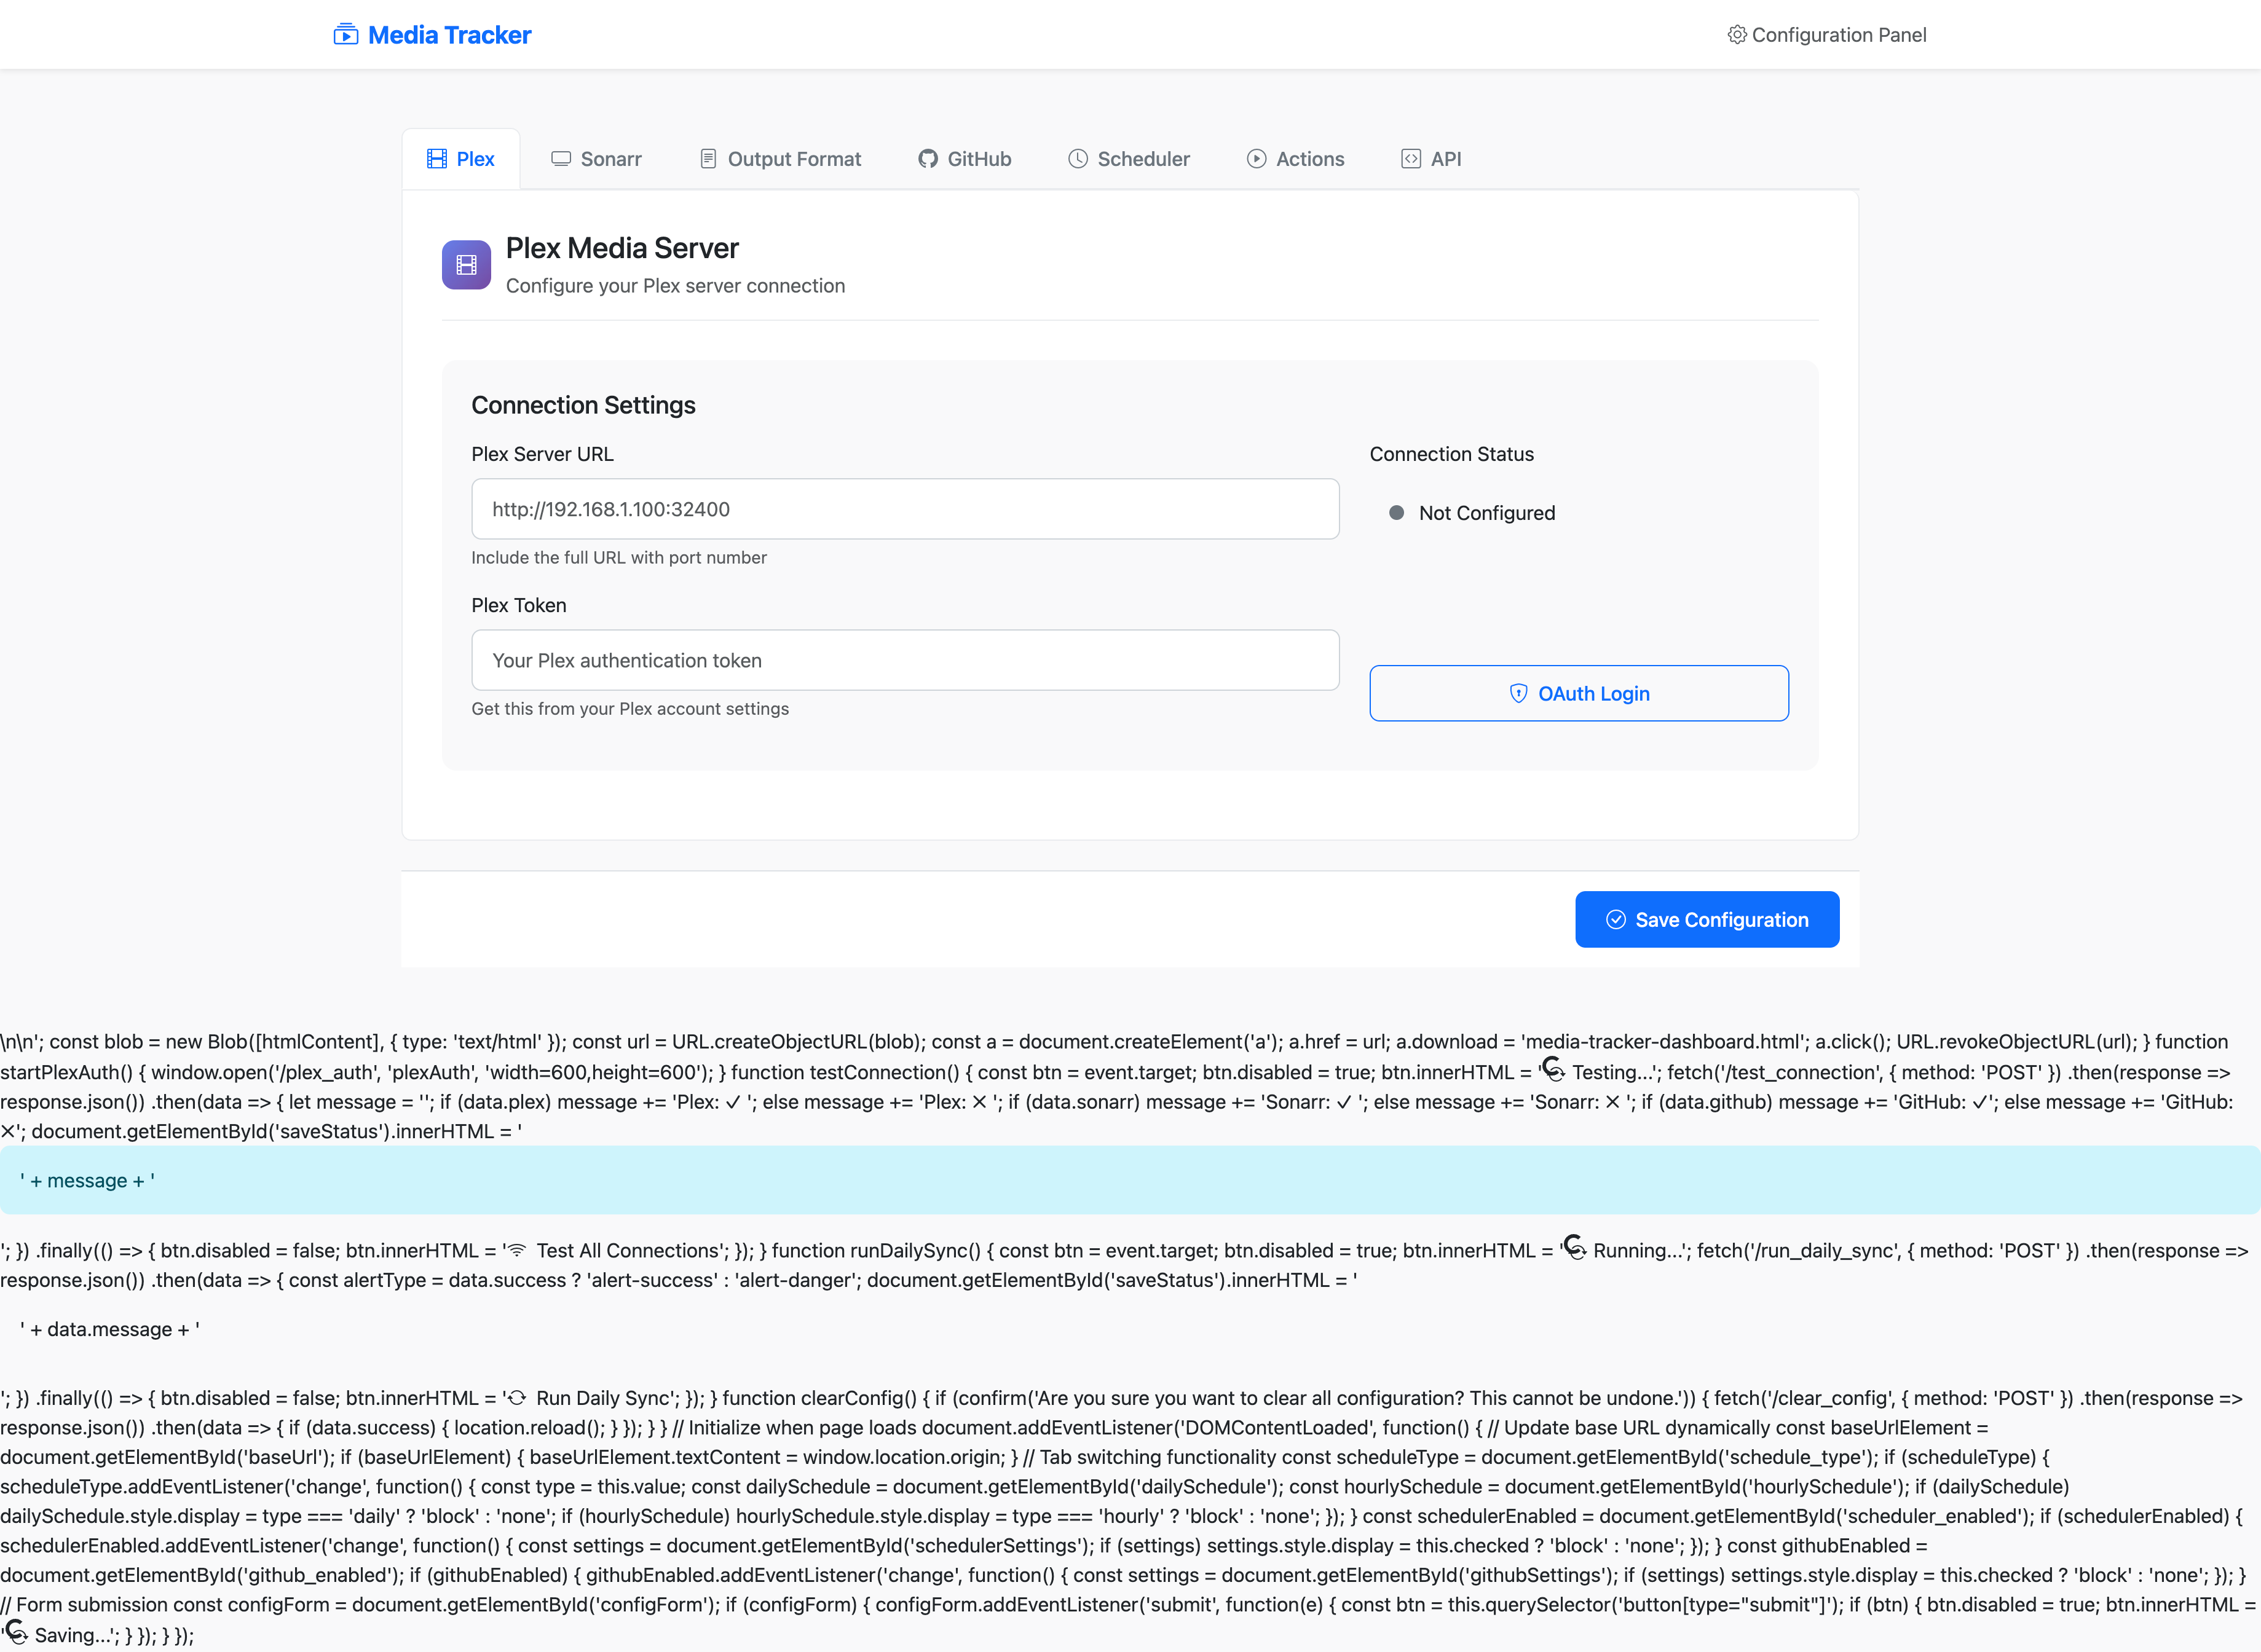 Media Tracker
Configuration Panel
Plex
Sonarr
Output Format
GitHub
Scheduler
Actions
API
Plex Media Server
Configure your Plex server connection
Connection Settings
Plex Server URL
Connection Status
http://192.168.1.100:32400
Not Configured
Include the full URL with port number
Plex Token
Your Plex authentication token
OAuth Login
Get this from your Plex account settings
Save Configuration
\n\n'; const blob = new Blob([htmlContent], { type: 'text/html' }); const url = URL.createObjectURL(blob); const a = document.createElement('a'); a.href = url; a.download = 'media-tracker-dashboard.html'; a.click(); URL.revokeObjectURL(url); } function
startPlexAuth() { window.open('/plex_auth', 'plexAuth', 'width=600,height=600'); } function testConnection() { const btn = event.target; btn.disabled = true; btn.innerHTML = ' Testing...'; fetch('/test_connection', { method: 'POST' }) .then(response =>
response.json()) .then(data => { let message = ''; if (data.plex) message += 'Plex: ✓ '; else message += 'Plex: ✕ '; if (data.sonarr) message += 'Sonarr: ✓ '; else message += 'Sonarr: ✕ '; if (data.github) message += 'GitHub: ✓'; else message += 'GitHub:
✕'; document.getElementById('saveStatus').innerHTML = '
' + message + '
'; }) .finally(() => { btn.disabled = false; btn.innerHTML = ' Test All Connections'; }); } function runDailySync() { const btn = event.target; btn.disabled = true; btn.innerHTML = ' Running...'; fetch('/run_daily_sync', { method: 'POST' }) .then(response =>
response.json()) .then(data => { const alertType = data.success ? 'alert-success' : 'alert-danger'; document.getElementById('saveStatus').innerHTML = '
' + data.message + '
'; }) .finally(() => { btn.disabled = false; btn.innerHTML = ' Run Daily Sync'; }); } function clearConfig() { if (confirm('Are you sure you want to clear all configuration? This cannot be undone.')) { fetch('/clear_config', { method: 'POST' }) .then(response =>
response.json()) .then(data => { if (data.success) { location.reload(); } }); } } // Initialize when page loads document.addEventListener('DOMContentLoaded', function() { // Update base URL dynamically const baseUrlElement =
document.getElementById('baseUrl'); if (baseUrlElement) { baseUrlElement.textContent = window.location.origin; } // Tab switching functionality const scheduleType = document.getElementById('schedule_type'); if (scheduleType) {
scheduleType.addEventListener('change', function() { const type = this.value; const dailySchedule = document.getElementById('dailySchedule'); const hourlySchedule = document.getElementById('hourlySchedule'); if (dailySchedule)
dailySchedule.style.display = type === 'daily' ? 'block' : 'none'; if (hourlySchedule) hourlySchedule.style.display = type === 'hourly' ? 'block' : 'none'; }); } const schedulerEnabled = document.getElementById('scheduler_enabled'); if (schedulerEnabled) {
schedulerEnabled.addEventListener('change', function() { const settings = document.getElementById('schedulerSettings'); if (settings) settings.style.display = this.checked ? 'block' : 'none'; }); } const githubEnabled =
document.getElementById('github_enabled'); if (githubEnabled) { githubEnabled.addEventListener('change', function() { const settings = document.getElementById('githubSettings'); if (settings) settings.style.display = this.checked ? 'block' : 'none'; }); }
// Form submission const configForm = document.getElementById('configForm'); if (configForm) { configForm.addEventListener('submit', function(e) { const btn = this.querySelector('button[type="submit"]'); if (btn) { btn.disabled = true; btn.innerHTML =
' Saving...'; } }); } });